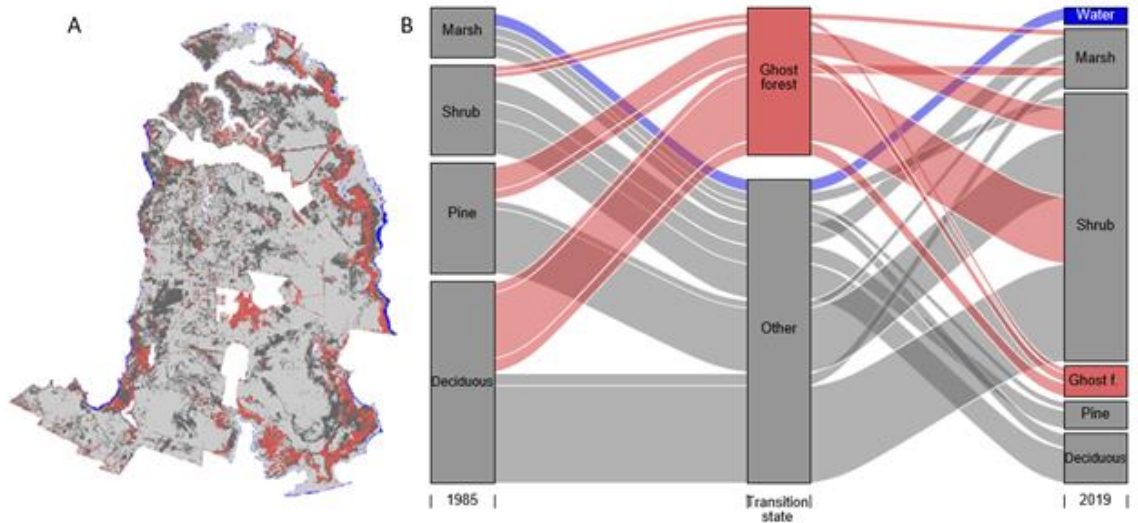 A
B
Marsh
Shrub
Pine
Deciduous
Ghost
forest
Other
Water
Marsh
Shrub
Ghost f.
Pine
Deciduous
| 1985 |
|Transition|
state
| 2019 |